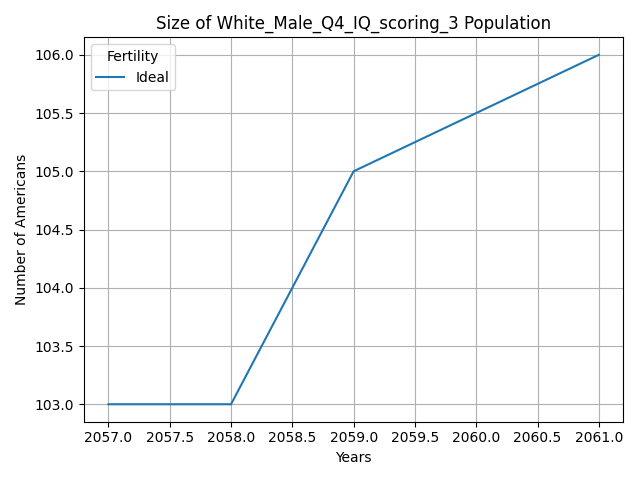 Size of White_Male_Q4_IQ_scoring_3 Population
Fertility
Ideal
106.0
105.5
105.0
104.5
104.0
103.5
103.0
Number of Americans
2057.0 2057.5 2058.0 2058.5 2059.0 2059.5 2060.0 2060.5 2061.0
Years